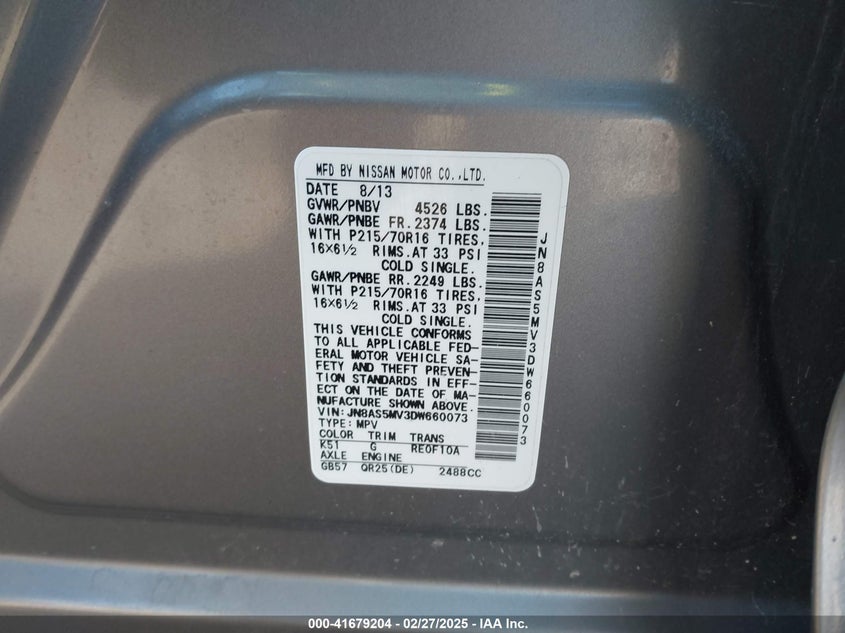 MFD BY NISSAN MOTOR CO.,LTD.
DATE 8/13
GVWR/PNBV 4526 LBS.
GAWR/PNBE FR.2374 LBS.
WITH P215/70R16 TIRES,
16X6½ RIMS.AT 33 PSI
COLD SINGLE.
GAWR/PNBE RR.2249 LBS.
WITH P215/70R16 TIRES,
16X6½ RIMS.AT 33 PSI
COLD SINGLE.
THIS VEHICLE CONFORMS
TO ALL APPLICABLE FED-
ERAL MOTOR VEHICLE SA-
FETY AND THEFT PREVEN-
TION STANDARDS IN EFF-
ECT ON THE DATE OF MA-
NUFACTURE SHOWN ABOVE.
VIN:JN8AS5MV3DW660073
TYPE:MPV
COLOR TRIM TRANS
K51 G RE0F10A
AXLE ENGINE
GB57 QR25(DE) 2488CC
JN8AS5MV3DW660073
000-41679204 - 02/27/2025 - IAA Inc.